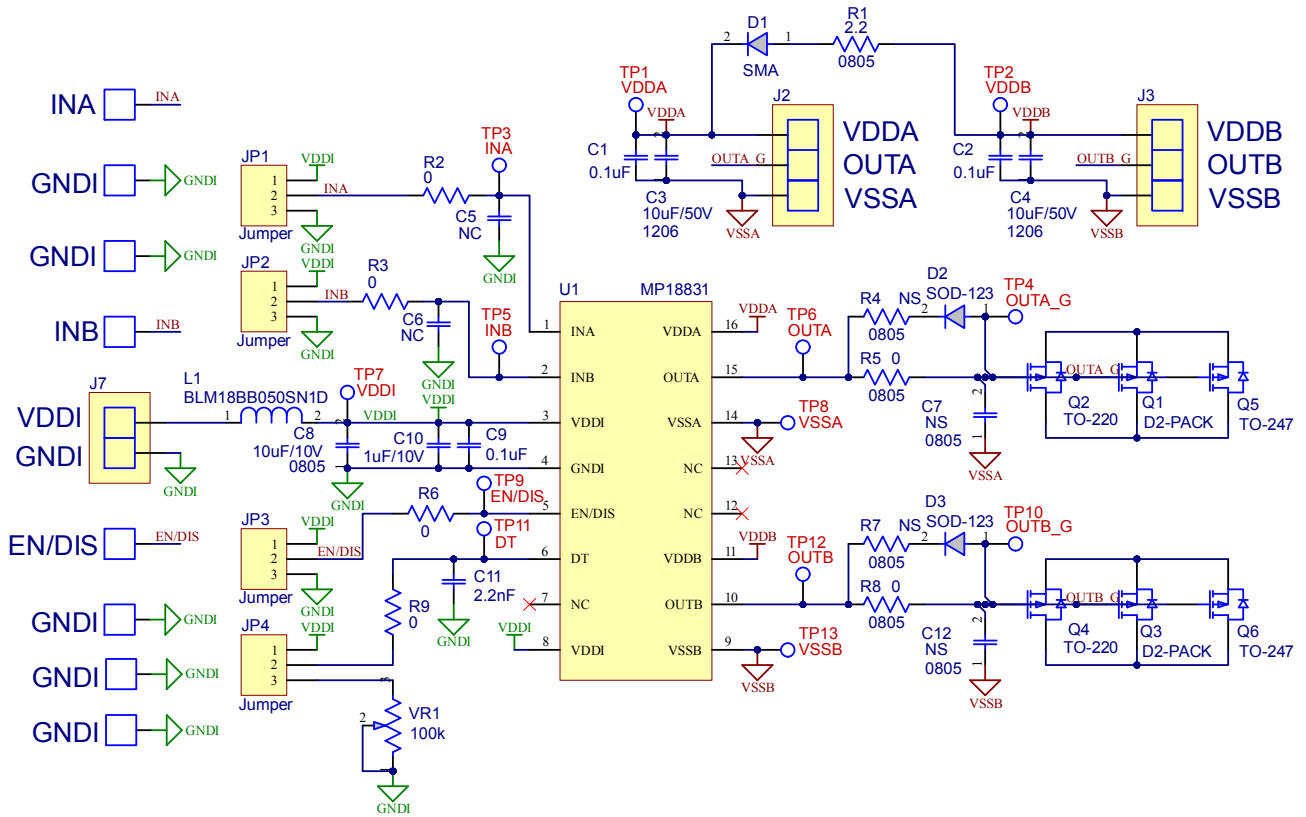 D1
2
1
SMA
R1
2.2
0805
TP1
VDDA
VDDA
J2
VDDA
OUTA
VSSA
OUTA_G
C1
0.1uF
C3
10uF/50V
1206
VSSA
TP2
VDDB
VDDB
J3
VDDB
OUTB
VSSB
OUTB_G
C2
0.1uF
C4
10uF/50V
1206
VSSB
INA
INA
GNDI
GNDI
GNDI
GNDI
INB
INB
JP1
VDDI
1
2
3
INA
GNDI
Jumper
R2
0
TP3
INA
C5
NC
GNDI
JP2
VDDI
1
2
3
INB
GNDI
Jumper
R3
0
C6
NC
GNDI
TP5
INB
J7
VDDI
GNDI
GNDI
L1
BLM18BB050SN1D
1
2
TP7
VDDI
VDDI
VDDI
C8
10uF/10V
0805
2
1
C10
1uF/10V
C9
0.1uF
GNDI
EN/DIS
EN/DIS
JP3
VDDI
1
2
3
EN/DIS
GNDI
Jumper
R6
0
TP9
EN/DIS
TP11
DT
C11
2.2nF
GNDI
R9
0
GNDI
GNDI
GNDI
GNDI
GNDI
GNDI
JP4
VDDI
1
2
3
Jumper
3
2
1
VR1
100k
GNDI
VDDI
U1
MP18831
1
INA
2
INB
3
VDDI
4
GNDI
5
EN/DIS
6
DT
7
NC
8
VDDI
VDDA
16
OUTA
15
VSSA
14
NC
13
NC
12
VDDB
11
OUTB
10
VSSB
9
VDDA
TP6
OUTA
TP8
VSSA
VSSA
R4
NS
0805
R5
0
0805
D2
SOD-123
2
1
TP4
OUTA_G
C7
NS
0805
2
1
VSSA
OUTA_G
Q2
TO-220
Q1
D2-PACK
Q5
TO-247
VDDB
TP12
OUTB
TP13
VSSB
VSSB
R7
NS
0805
R8
0
0805
D3
SOD-123
2
1
TP10
OUTB_G
C12
NS
0805
2
1
VSSB
OUTB_G
Q4
TO-220
Q3
D2-PACK
Q6
TO-247